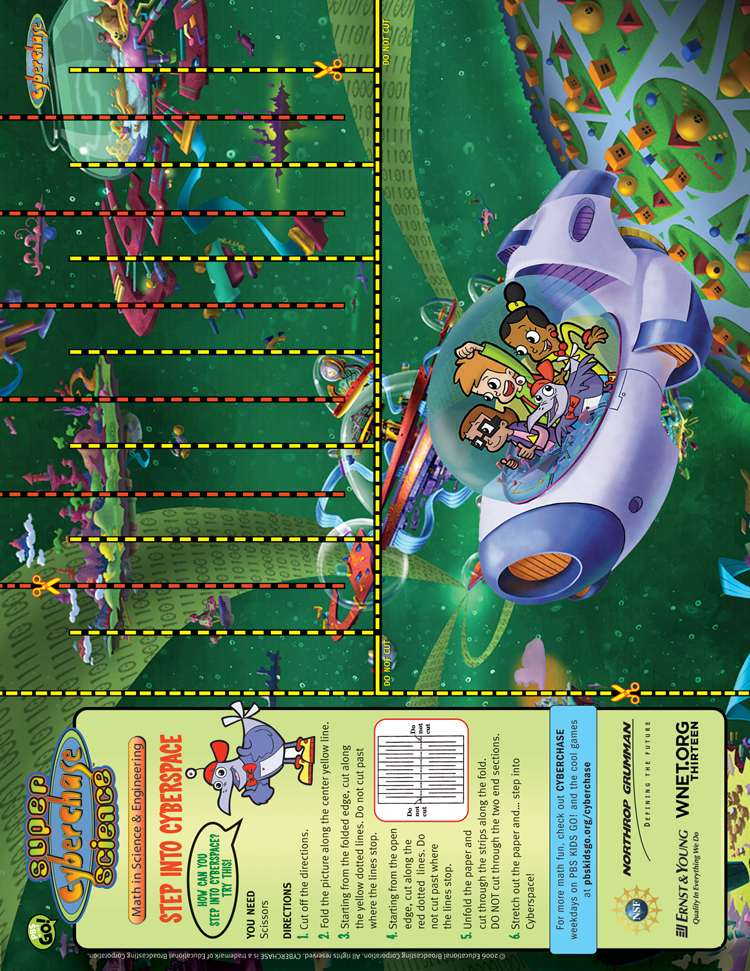 PBS KIDS GO!
SUPER
Cyberchase
SCIENCE
Math in Science & Engineering
STEP INTO CYBERSPACE
HOW CAN YOU
STEP INTO CYBERSPACE?
TRY THIS!
YOU NEED
Scissors
DIRECTIONS
1. Cut off the directions.
2. Fold the picture along the center yellow line.
3. Starting from the folded edge, cut along
the yellow dotted lines. Do not cut past
where the lines stop.
4. Starting from the open
edge, cut along the
red dotted lines. Do
not cut past where
the lines stop.
Do not cut
Do not cut
5. Unfold the paper and
cut through the strips along the fold.
DO NOT cut through the two end sections.
6. Stretch out the paper and... step into
Cyberspace!
For more math fun, check out CYBERCHASE
weekdays on PBS KIDS GO! and the cool games
at pbskidsgo.org/cyberchase
NSF
NORTHROP GRUMMAN
DEFINING THE FUTURE
ERNST & YOUNG
Quality In Everything We Do
WNET.ORG
THIRTEEN
© 2006 Educational Broadcasting Corporation. All rights reserved. CYBERCHASE is a trademark of Educational Broadcasting Corporation.
DO NOT CUT
DO NOT CUT
Cyberchase